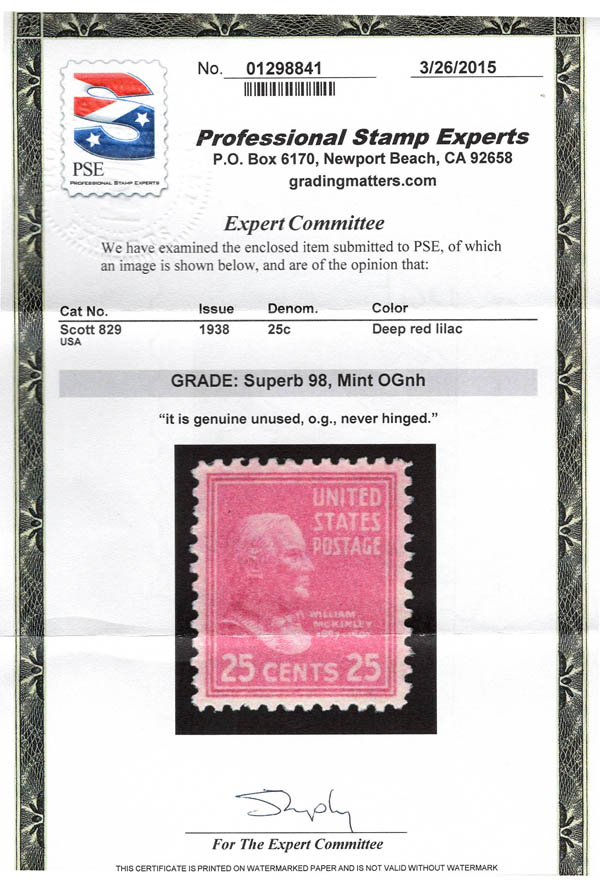 No. 01298841 3/26/2015
S
PSE
PROFESSIONAL STAMP EXPERTS
Professional Stamp Experts
P.O. Box 6170, Newport Beach, CA 92658
gradingmatters.com
Expert Committee
We have examined the enclosed item submitted to PSE, of which
an image is shown below, and are of the opinion that:
Cat No. Issue Denom. Color
Scott 829 1938 25c Deep red lilac
USA
GRADE: Superb 98, Mint OGnh
“it is genuine unused, o.g., never hinged.”
UNITED
STATES
POSTAGE
WILLIAM
MCKINLEY
25 CENTS 25
For The Expert Committee
THIS CERTIFICATE IS PRINTED ON WATERMARKED PAPER AND IS NOT VALID WITHOUT WATERMARK